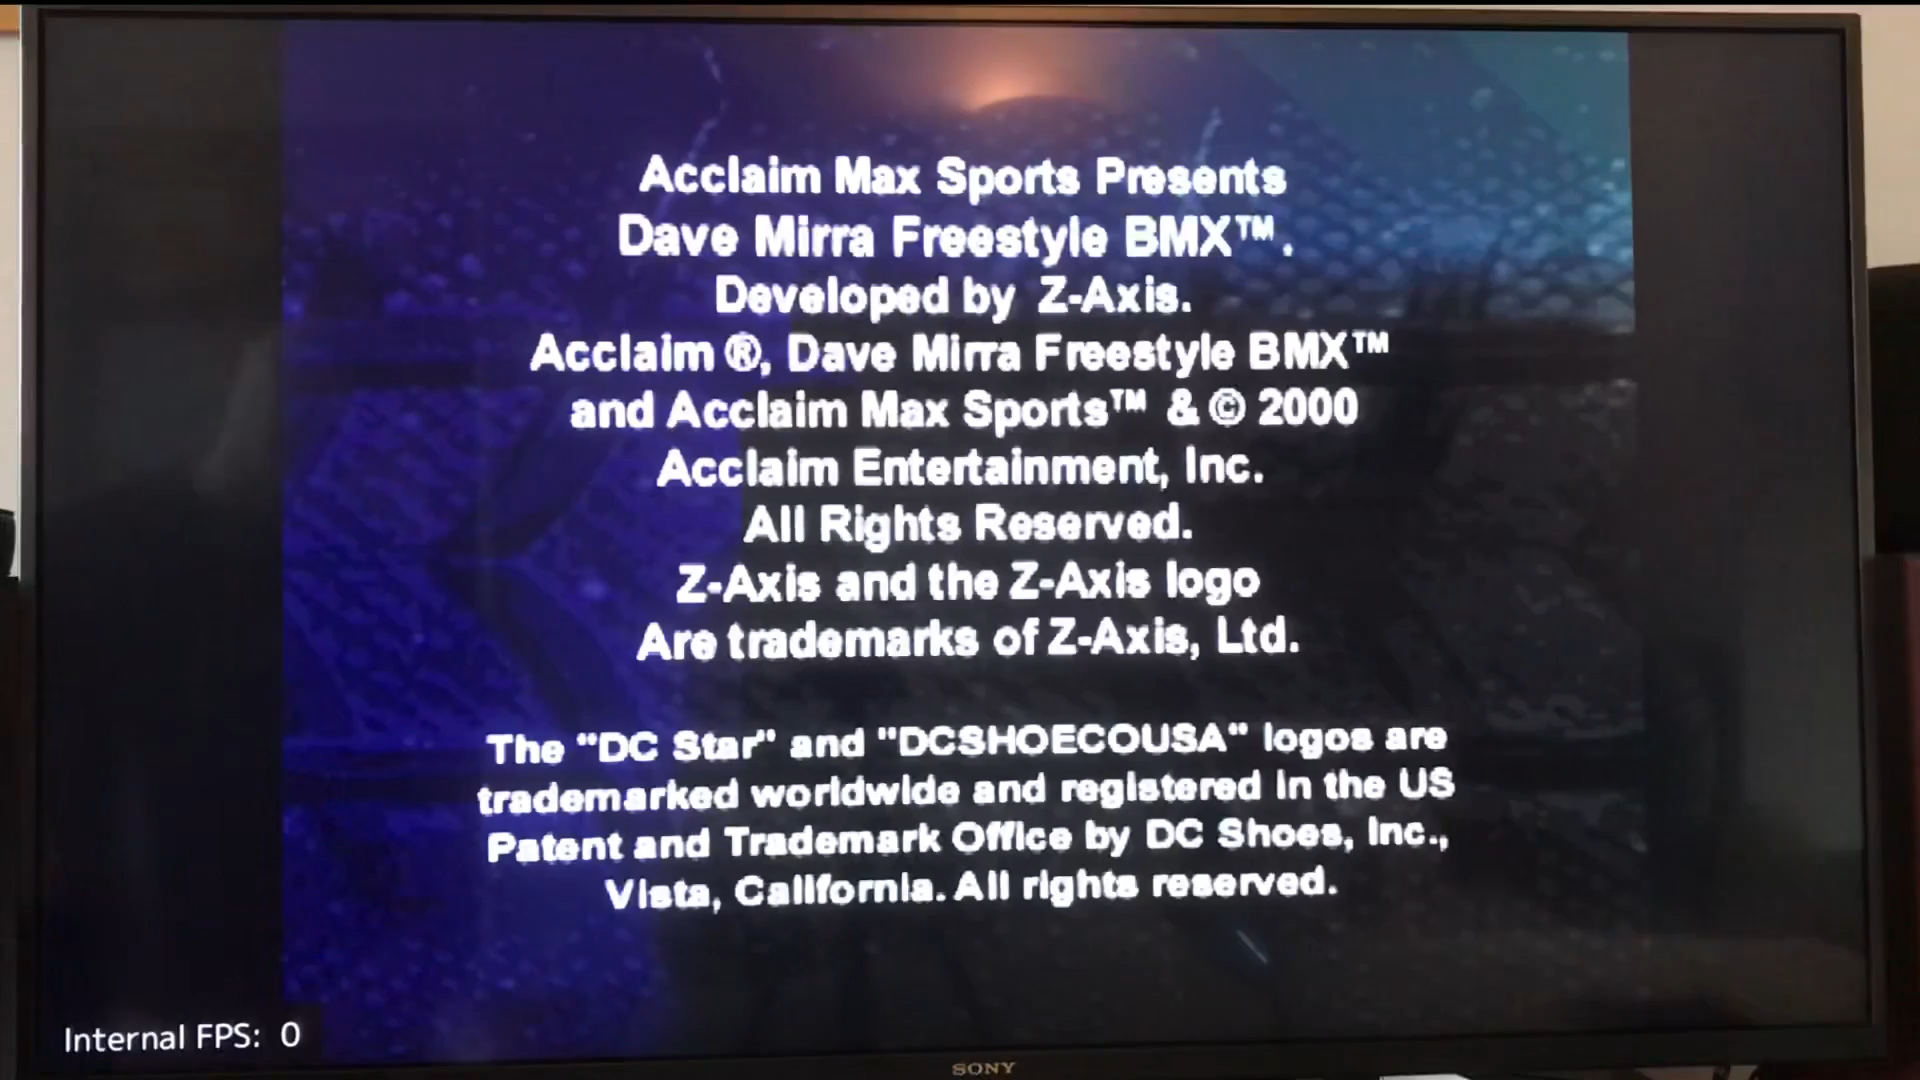 Acclaim Max Sports Presents
Dave Mirra Freestyle BMX™.
Developed by Z-Axis.
Acclaim ®, Dave Mirra Freestyle BMX™
and Acclaim Max Sports™ & © 2000
Acclaim Entertainment, Inc.
All Rights Reserved.
Z-Axis and the Z-Axis logo
Are trademarks of Z-Axis, Ltd.
The "DC Star" and "DCSHOECOUSA" logos are
trademarked worldwide and registered in the US
Patent and Trademark Office by DC Shoes, Inc.,
Vista, California. All rights reserved.
Internal FPS: 0
SONY